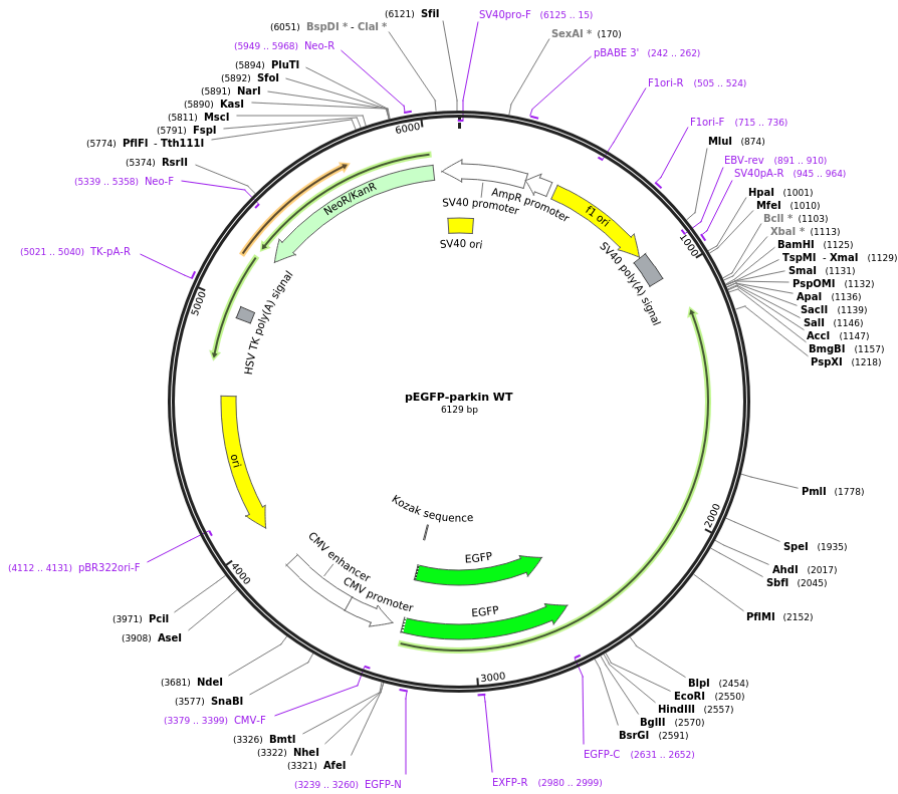 (6121) SfiI
SV40pro-F (6125 .. 15)
(6051) BspDI * - ClaI *
SexAI * (170)
(5949 .. 5968) Neo-R
pBABE 3' (242 .. 262)
(5894) PluTI
(5892) SfoI
(5891) NarI
(5890) KasI
(5811) MscI
(5791) FspI
(5774) PflFI - Tth111I
(5374) RsrII
(5339 .. 5358) Neo-F
(5021 .. 5040) TK-pA-R
F1ori-R (505 .. 524)
F1ori-F (715 .. 736)
MluI (874)
EBV-rev (891 .. 910)
SV40pA-R (945 .. 964)
HpaI (1001)
MfeI (1010)
BclI * (1103)
XbaI * (1113)
BamHI (1125)
TspMI - XmaI (1129)
SmaI (1131)
PspOMI (1132)
ApaI (1136)
SacII (1139)
SalI (1146)
AccI (1147)
BmgBI (1157)
PspXI (1218)
6000
1000
5000
2000
4000
3000
NeoR/KanR
SV40 promoter
AmpR promoter
SV40 ori
f1 ori
SV40 poly(A) signal
HSV TK poly(A) signal
pEGFP-parkin WT
6129 bp
ori
Kozak sequence
CMV enhancer
CMV promoter
EGFP
EGFP
PmlI (1778)
SpeI (1935)
AhdI (2017)
SbfI (2045)
PflMI (2152)
BlpI (2454)
EcoRI (2550)
HindIII (2557)
BglII (2570)
BsrGI (2591)
EGFP-C (2631 .. 2652)
EXFP-R (2980 .. 2999)
(4112 .. 4131) pBR322ori-F
(3971) PciI
(3908) AseI
(3681) NdeI
(3577) SnaBI
(3379 .. 3399) CMV-F
(3326) BmtI
(3322) NheI
(3321) AfeI
(3239 .. 3260) EGFP-N